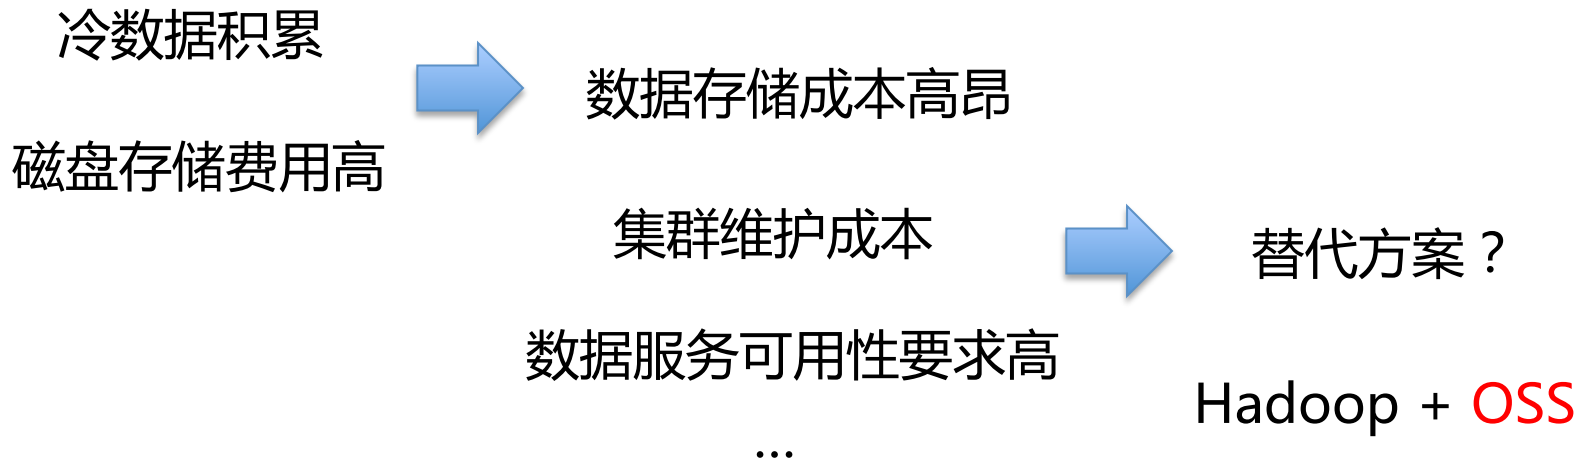 冷数据积累
磁盘存储费用高
数据存储成本高昂
集群维护成本
数据服务可用性要求高
...
替代方案？
Hadoop + OSS